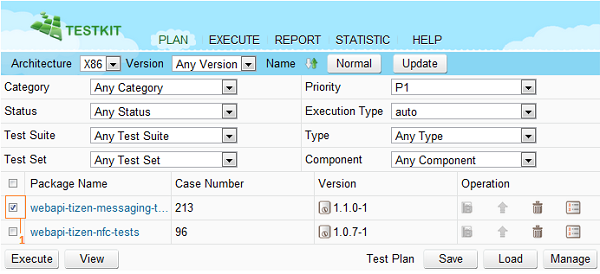 TESTKIT
PLAN EXECUTE REPORT STATISTIC HELP
Architecture X86 Version Any Version Name Normal Update
Category Any Category Priority P1
Status Any Status Execution Type auto
Test Suite Any Test Suite Type Any Type
Test Set Any Test Set Component Any Component
Package Name Case Number Version Operation
webapi-tizen-messaging-t... 213 1.1.0-1
webapi-tizen-nfc-tests 96 1.0.7-1
1
Execute View Test Plan Save Load Manage